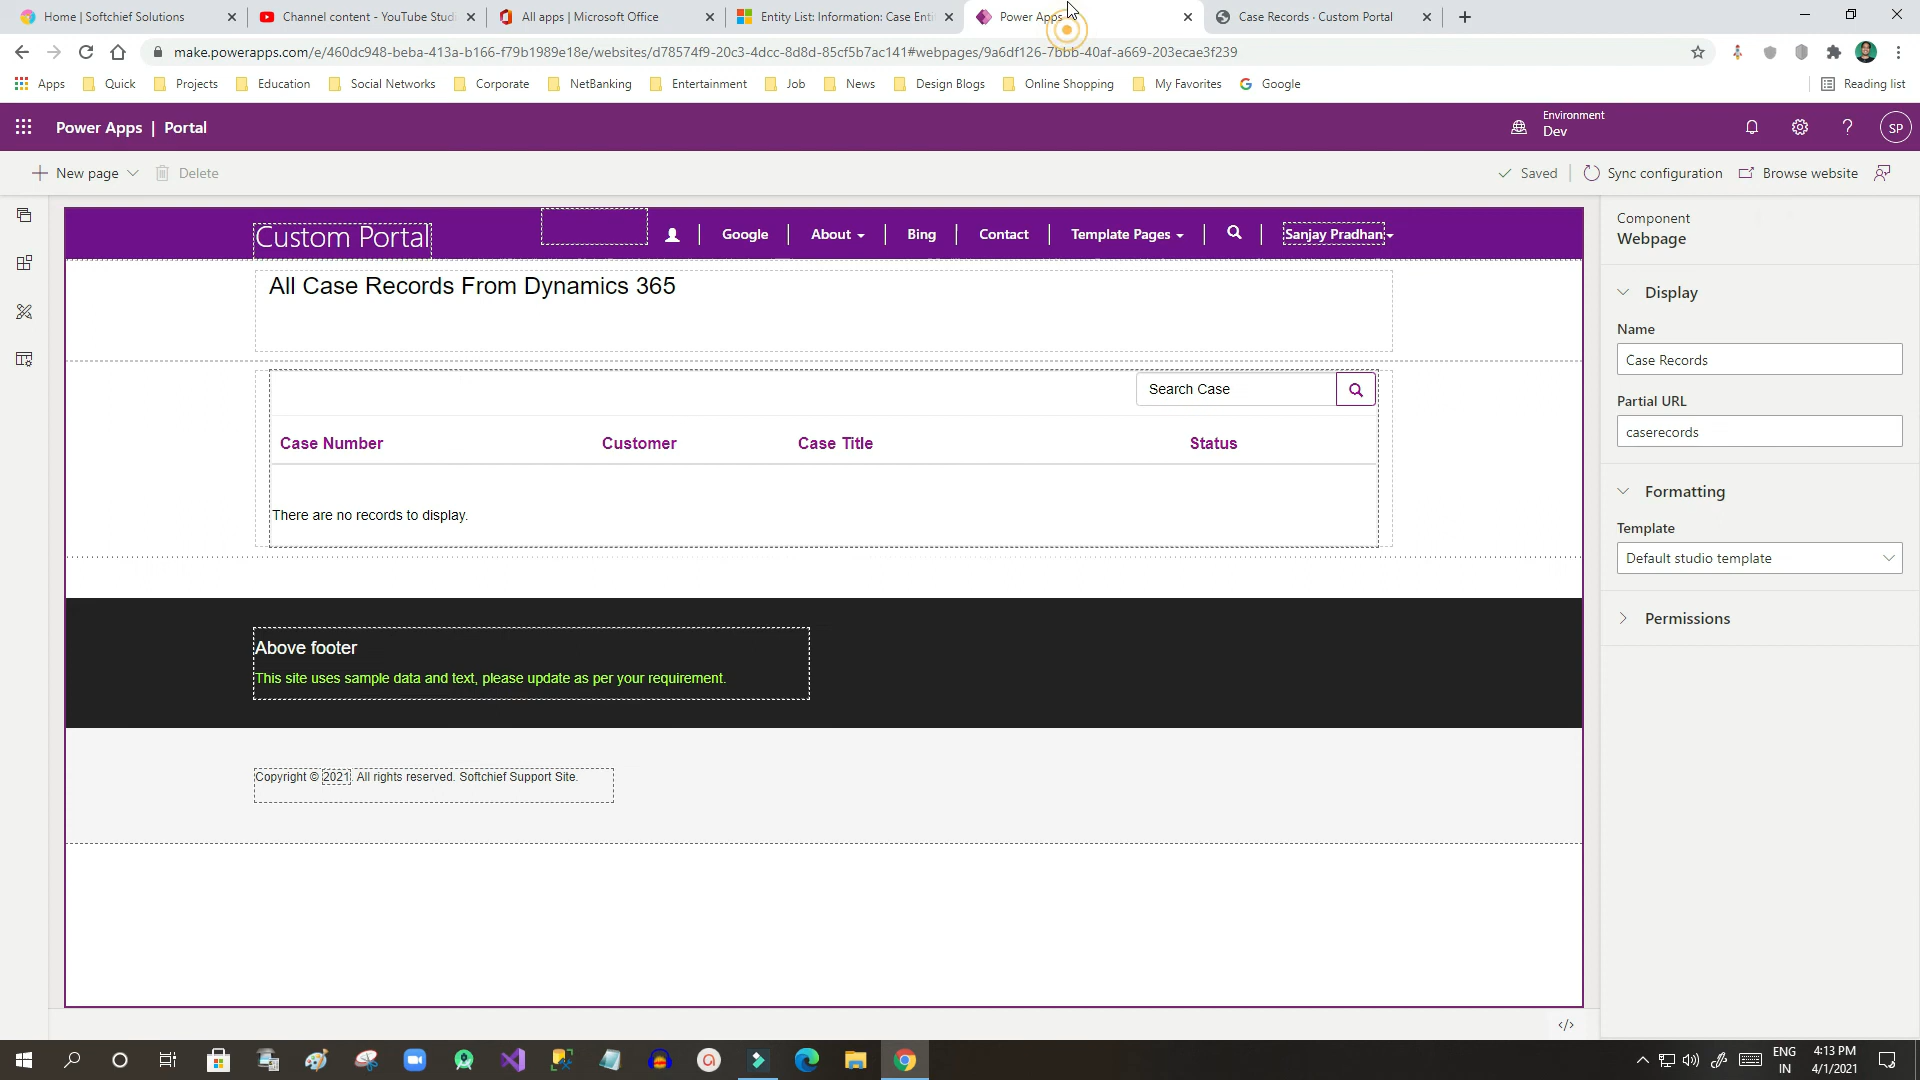 Home | Softchief Solutions
Channel content - YouTube Studi
All apps | Microsoft Office
Entity List: Information: Case Enti
Power Apps
Case Records · Custom Portal
make.powerapps.com/e/460dc948-beba-413a-b166-f79b1989e18e/websites/d78574f9-20c3-4dcc-8d8d-85cf5b7ac141#webpages/9a6df126-7bbb-40af-a669-203ecae3f239
Apps Quick Projects Education Social Networks Corporate NetBanking Entertainment Job News Design Blogs Online Shopping My Favorites Google Reading list
Power Apps | Portal
Environment
Dev
SP
New page Delete
Saved Sync configuration Browse website
Custom Portal
Google About Bing Contact Template Pages Sanjay Pradhan
All Case Records From Dynamics 365
Search Case
Case Number Customer Case Title Status
There are no records to display.
Above footer
This site uses sample data and text, please update as per your requirement.
Copyright © 2021. All rights reserved. Softchief Support Site.
Component
Webpage
Display
Name
Case Records
Partial URL
caserecords
Formatting
Template
Default studio template
Permissions
</>
ENG
IN
4:13 PM
4/1/2021